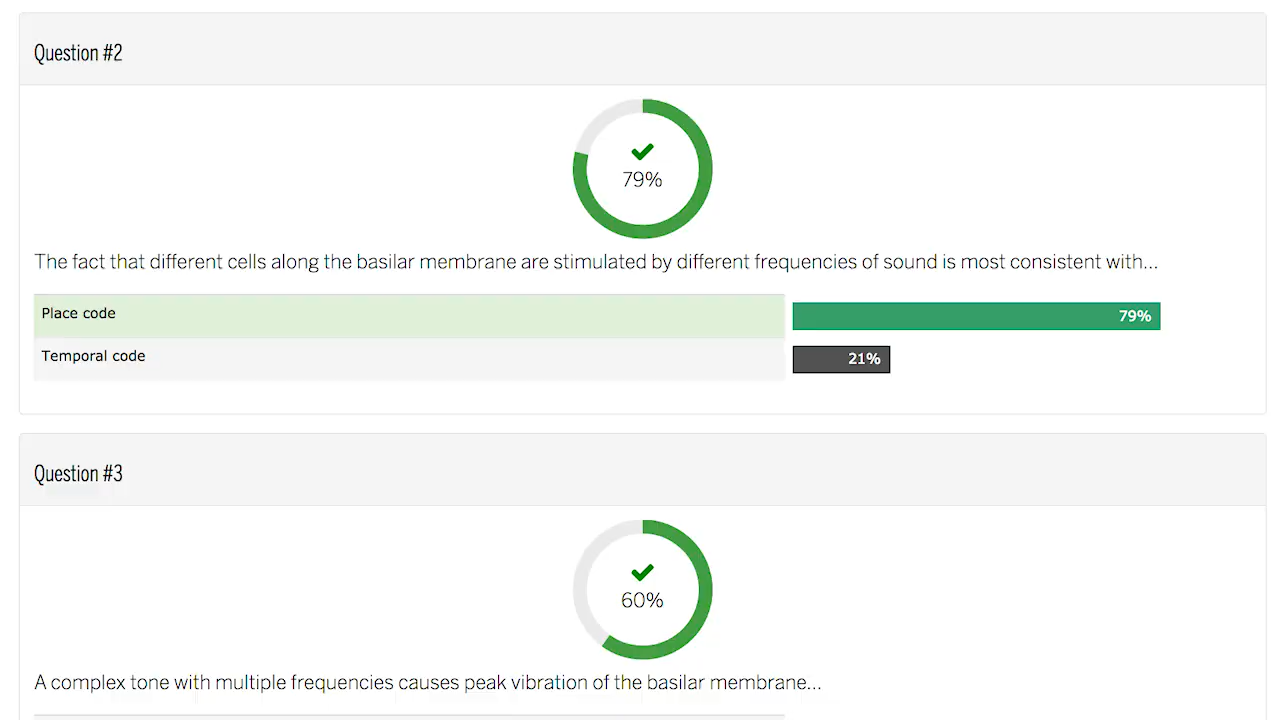 Question #2
79%
The fact that different cells along the basilar membrane are stimulated by different frequencies of sound is most consistent with...
Place code
79%
Temporal code
21%
Question #3
60%
A complex tone with multiple frequencies causes peak vibration of the basilar membrane...